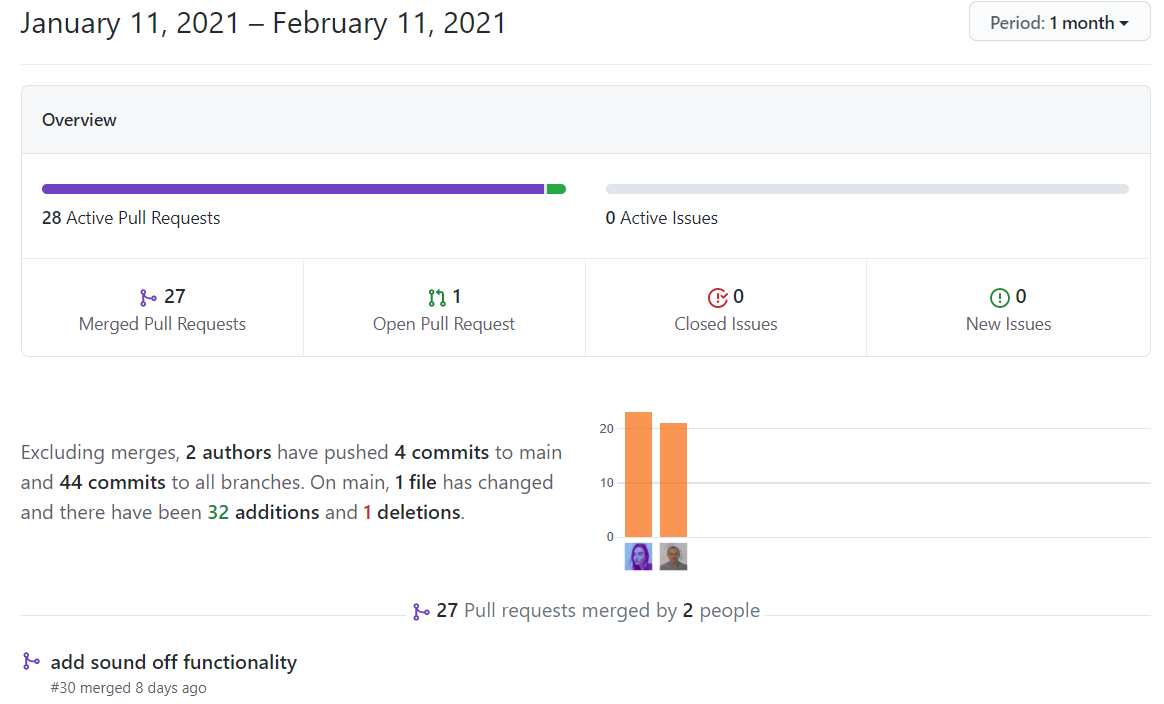 January 11, 2021 – February 11, 2021
Period: 1 month
Overview
28 Active Pull Requests
0 Active Issues
27
Merged Pull Requests
1
Open Pull Request
0
Closed Issues
0
New Issues
Excluding merges, 2 authors have pushed 4 commits to main
and 44 commits to all branches. On main, 1 file has changed
and there have been 32 additions and 1 deletions.
20
10
0
27 Pull requests merged by 2 people
add sound off functionality
#30 merged 8 days ago